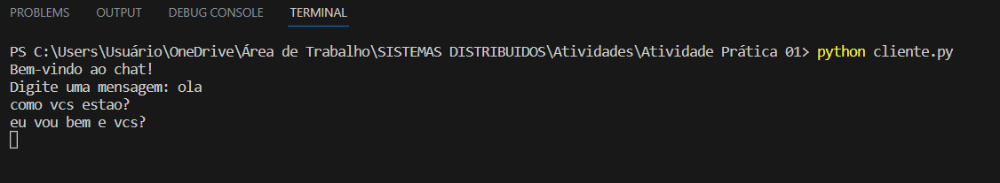 PROBLEMS OUTPUT DEBUG CONSOLE TERMINAL
PS C:\Users\Usuário\OneDrive\Área de Trabalho\SISTEMAS DISTRIBUIDOS\Atividades\Atividade Prática 01> python cliente.py
Bem-vindo ao chat!
Digite uma mensagem: ola
como vcs estao?
eu vou bem e vcs?